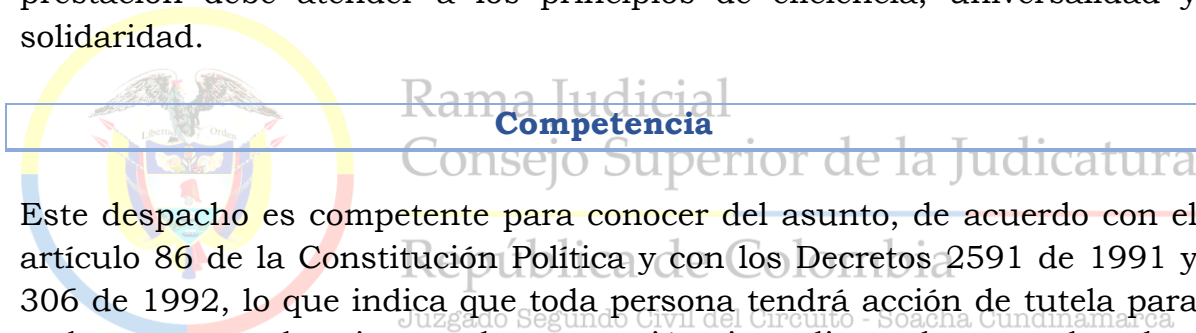 prestación debe atender a los principios de eficiencia, universalidad y
solidaridad.
Rama Judicial
Competencia
Consejo Superior de la Judicatura
Libertad y Orden
Este despacho es competente para conocer del asunto, de acuerdo con el
artículo 86 de la Constitución Política y con los Decretos 2591 de 1991 y
República de Colombia
306 de 1992, lo que indica que toda persona tendrá acción de tutela para
Juzgado Segundo Civil del Circuito - Soacha Cundinamarca